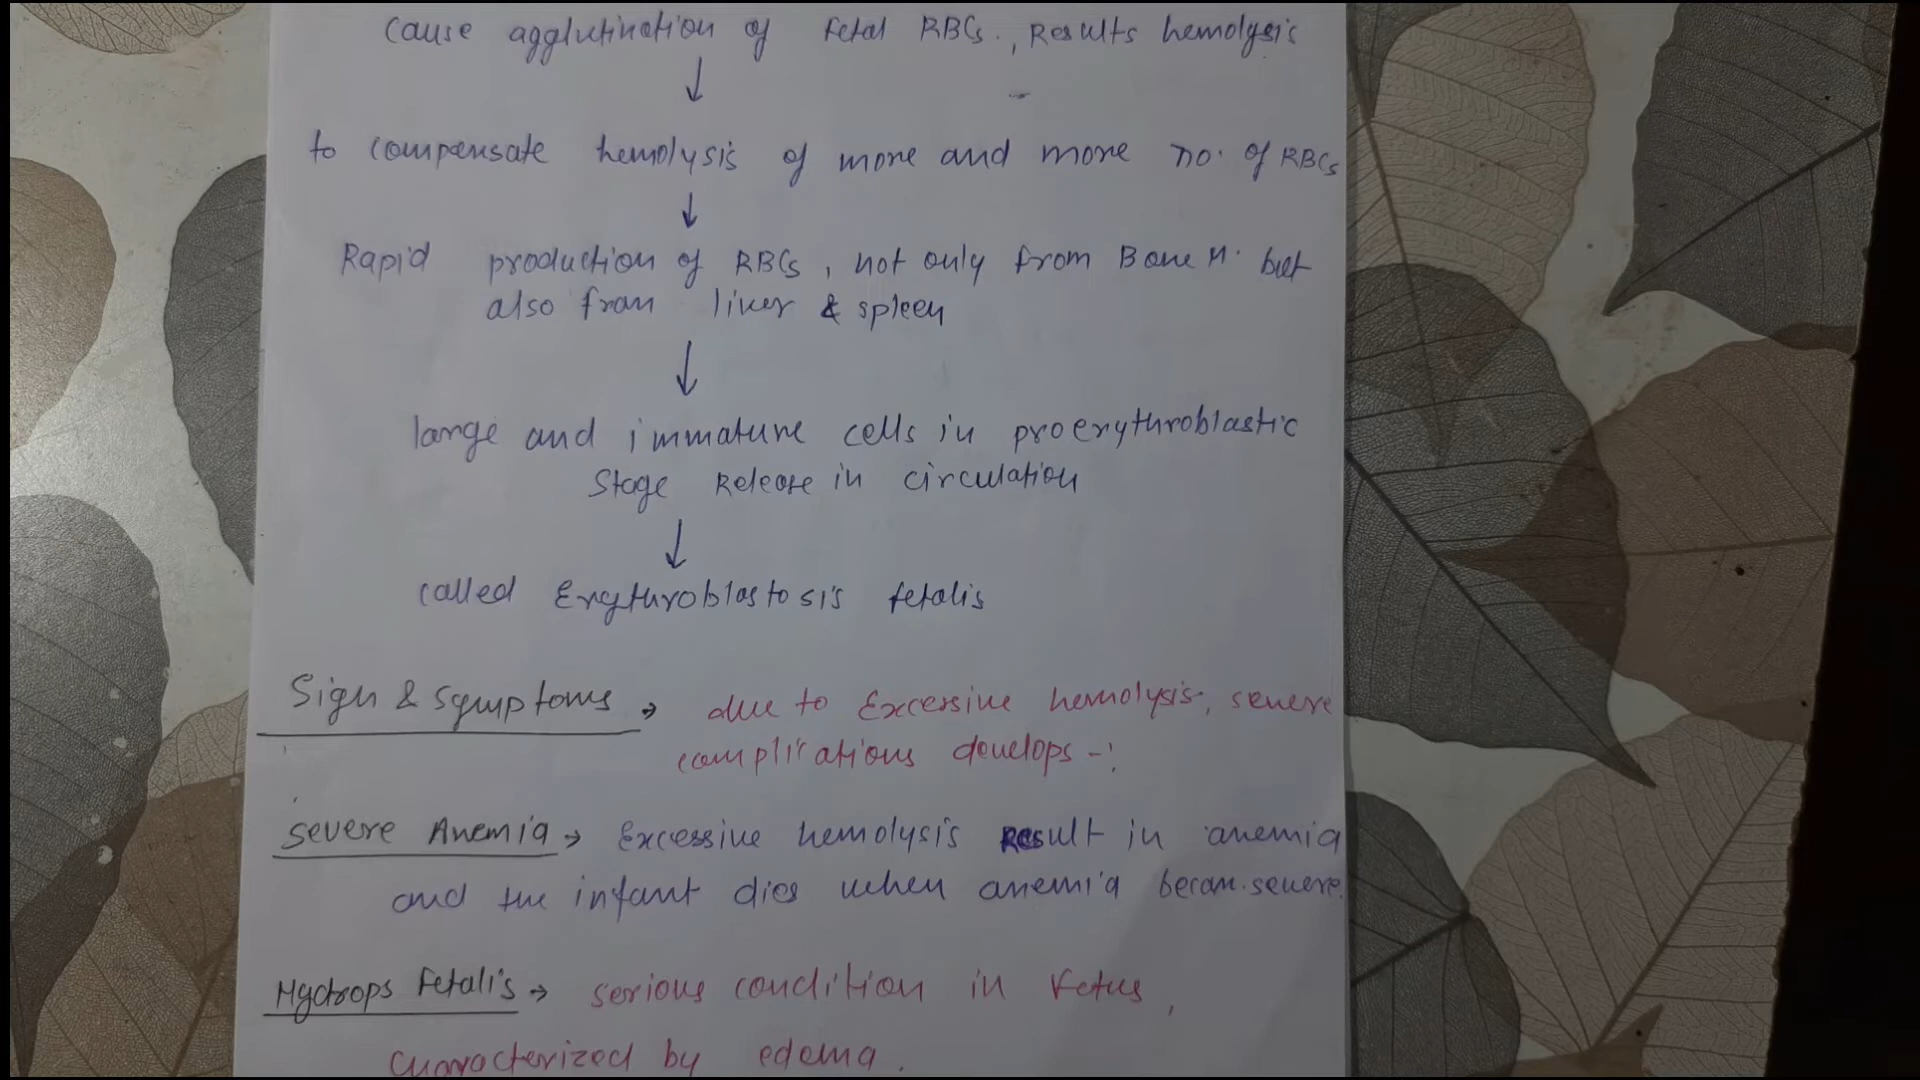 Cause agglutination of fetal RBCs., Results hemolysis
↓
to compensate hemolysis of more and more no. of RBCs
↓
Rapid production of RBCs, not only from Bone M. but
also from liver & spleen
↓
large and immature cells in proerythroblastic
Stage Release in circulation
↓
called Erythroblastosis fetalis
Sign & Symptoms → due to Excessive hemolysis, severe
complications develops -:
Severe Anemia → Excessive hemolysis Result in anemia
and the infant dies when anemia becom. severe.
Hydrops Fetalis → serious condition in Fetus,
characterized by edema.